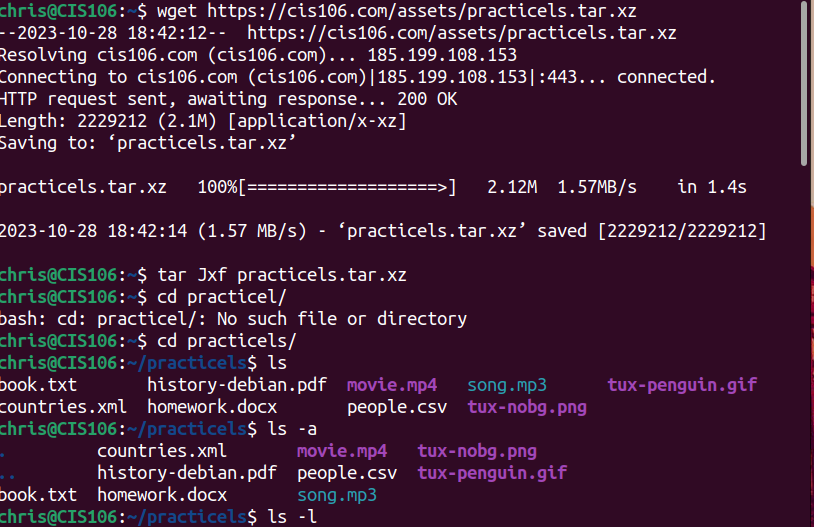 chris@CIS106:~$ wget https://cis106.com/assets/practicels.tar.xz
--2023-10-28 18:42:12--  https://cis106.com/assets/practicels.tar.xz
Resolving cis106.com (cis106.com)... 185.199.108.153
Connecting to cis106.com (cis106.com)|185.199.108.153|:443... connected.
HTTP request sent, awaiting response... 200 OK
Length: 2229212 (2.1M) [application/x-xz]
Saving to: ‘practicels.tar.xz’
practicels.tar.xz   100%[===================>]   2.12M  1.57MB/s    in 1.4s
2023-10-28 18:42:14 (1.57 MB/s) - ‘practicels.tar.xz’ saved [2229212/2229212]
chris@CIS106:~$ tar Jxf practicels.tar.xz
chris@CIS106:~$ cd practicel/
bash: cd: practicel/: No such file or directory
chris@CIS106:~$ cd practicels/
chris@CIS106:~/practicels$ ls
book.txt       history-debian.pdf  movie.mp4   song.mp3      tux-penguin.gif
countries.xml  homework.docx       people.csv  tux-nobg.png
chris@CIS106:~/practicels$ ls -a
.         countries.xml       movie.mp4   tux-nobg.png
..        history-debian.pdf  people.csv  tux-penguin.gif
book.txt  homework.docx       song.mp3
chris@CIS106:~/practicels$ ls -l